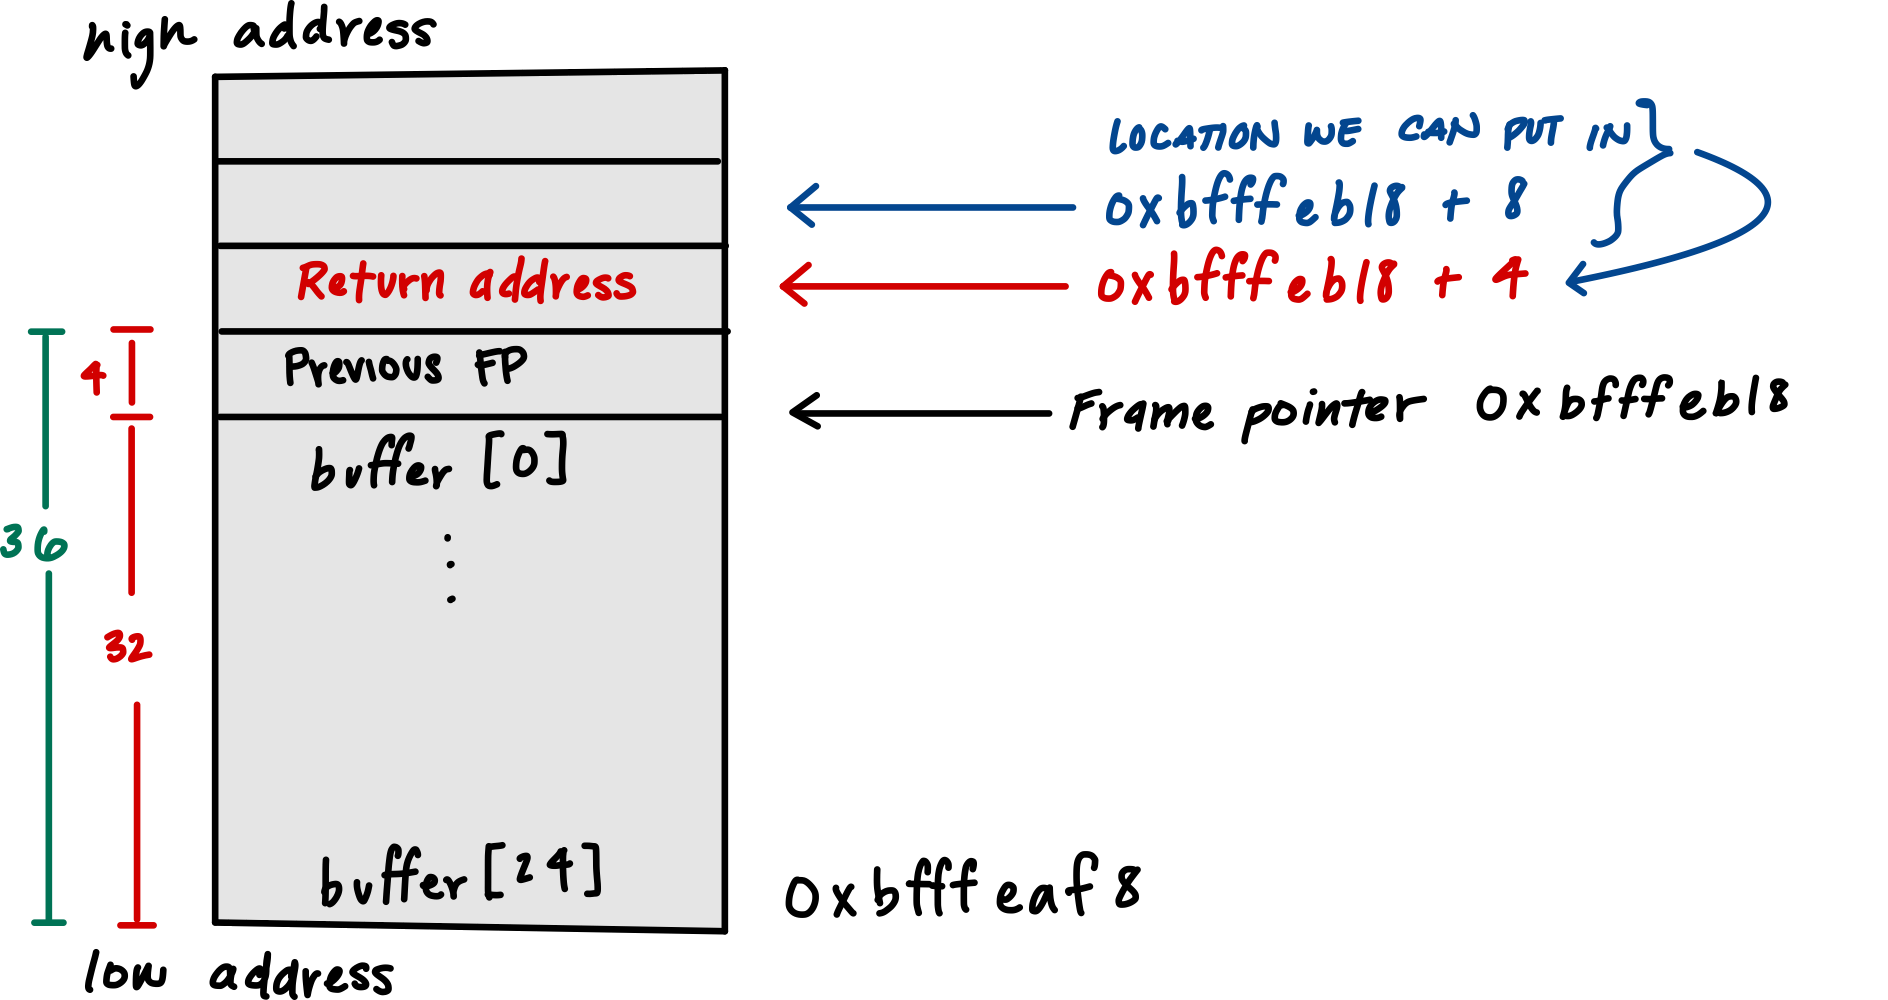 high address
LOCATION WE CAN PUT IN
0xbfffeb18 + 8
Return address
0xbfffeb18 + 4
4
Previous FP
Frame pointer 0xbfffeb18
buffer [0]
36
32
buffer [24]
0xbfffeaf8
low address